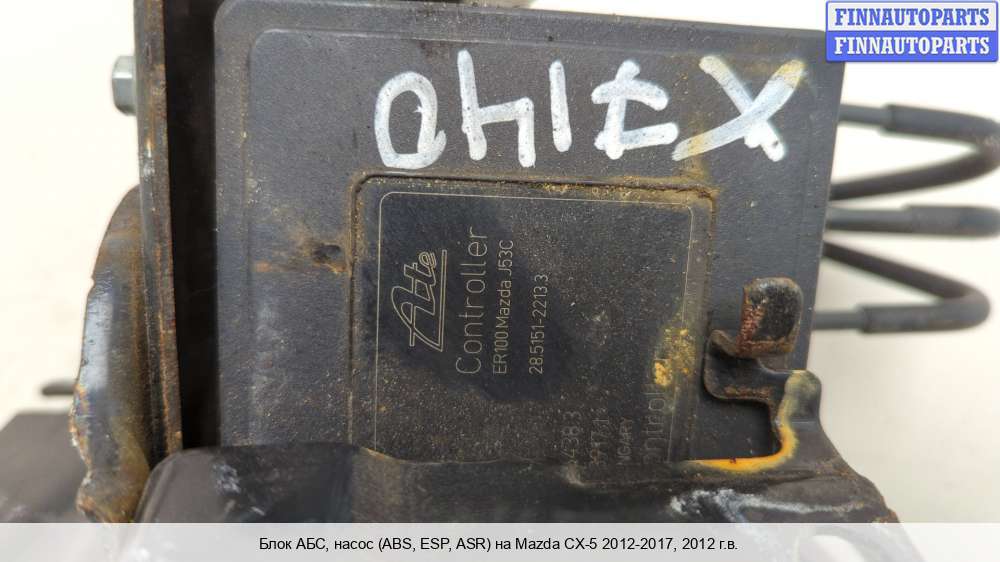 FINNAUTOPARTS
FINNAUTOPARTS
Ate
Controller
ER100 Mazda J53C
28.5151-2213.3
Блок АБС, насос (ABS, ESP, ASR) на Mazda CX-5 2012-2017, 2012 г.в.